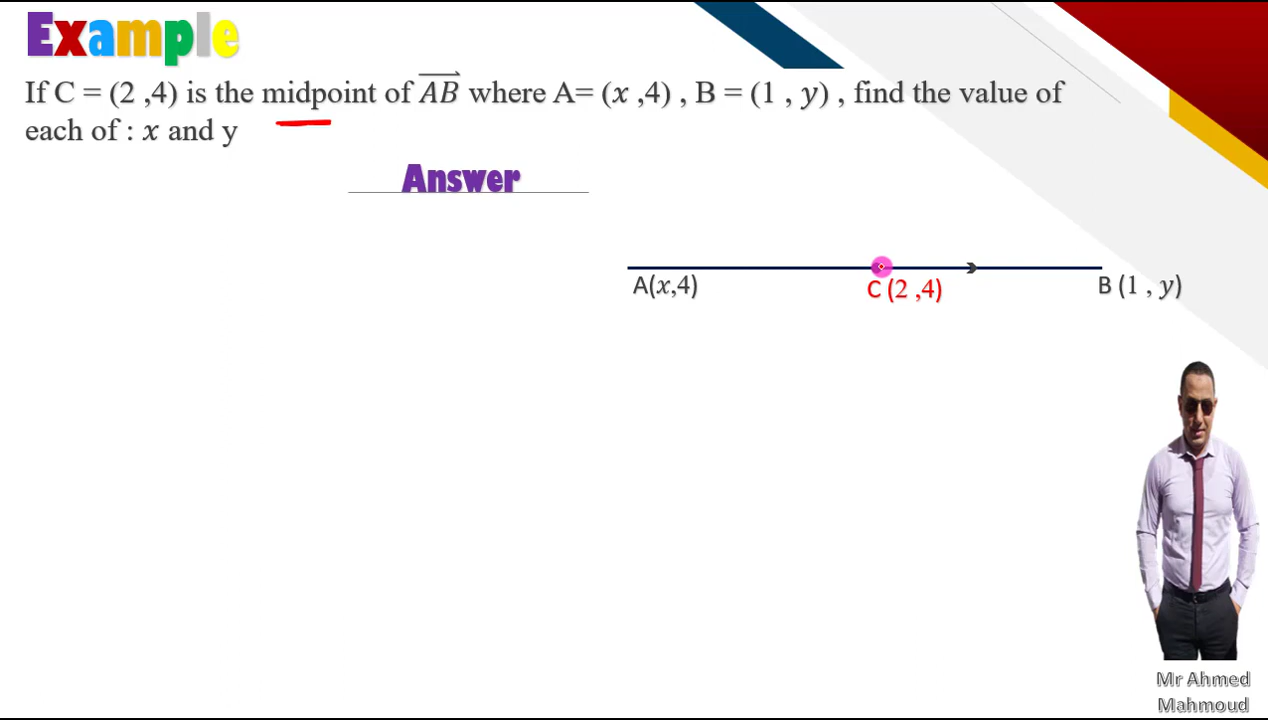 Example
If C = (2 ,4) is the midpoint of AB where A= (x ,4) , B = (1 , y) , find the value of
each of : x and y
Answer
A(x,4)
C (2 ,4)
B (1 , y)
Mr Ahmed
Mahmoud